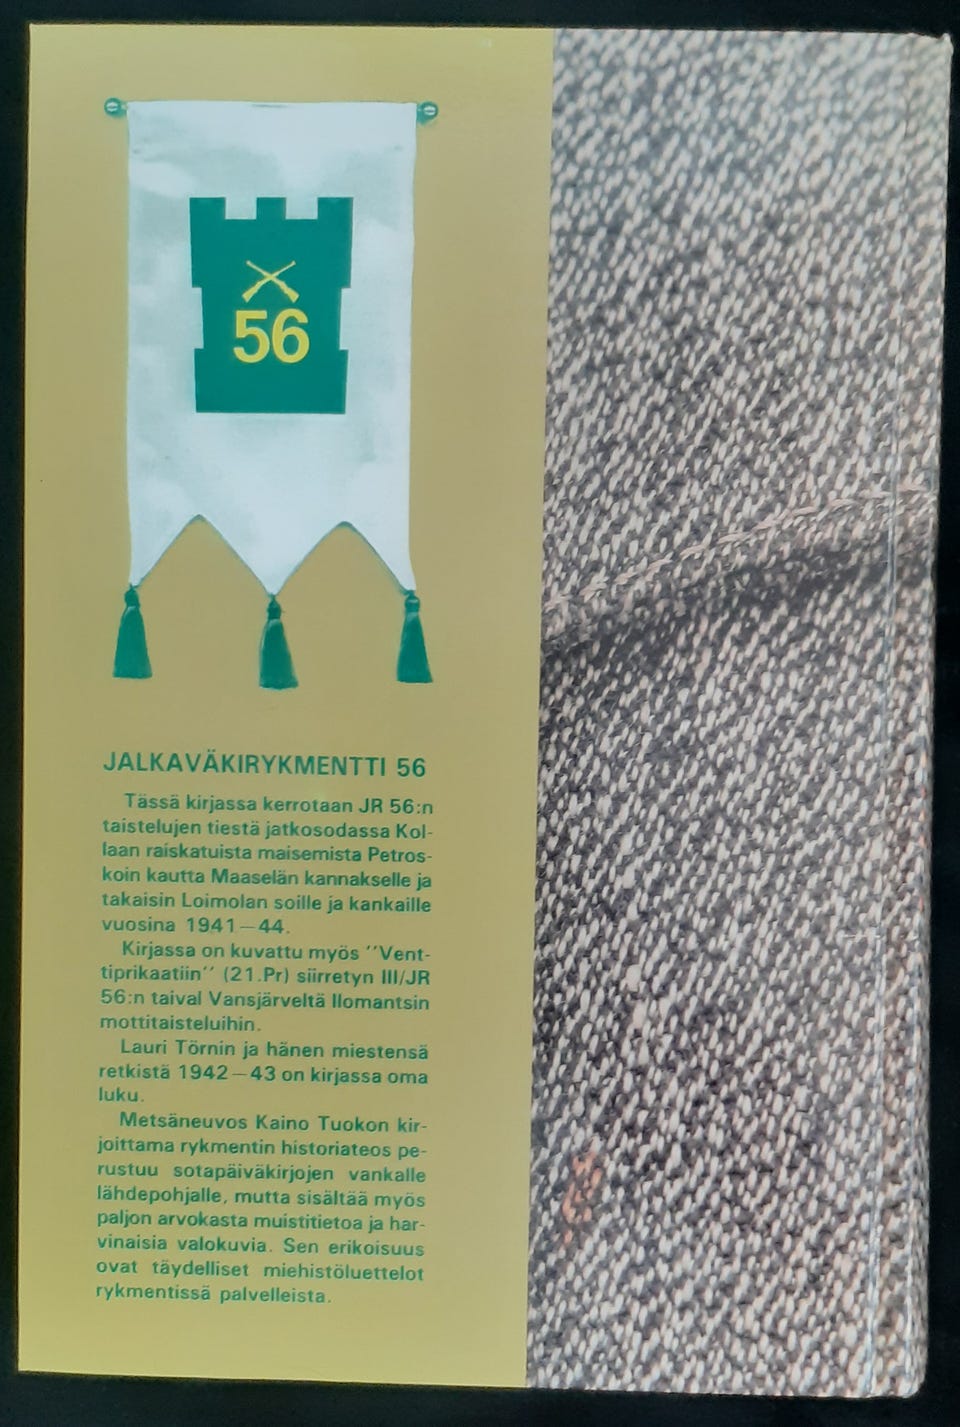 56
JALKAVÄKIRYKMENTTI 56
Tässä kirjassa kerrotaan JR 56:n
taistelujen tiestä jatkosodassa Kol-
laan raiskatuista maisemista Petros-
koin kautta Maaselän kannakselle ja
takaisin Loimolan soille ja kankaille
vuosina 1941–44.
Kirjassa on kuvattu myös ''Vent-
tiprikaatiin'' (21.Pr) siirretyn III/JR
56:n taival Vansjärveltä Ilomantsin
mottitaisteluihin.
Lauri Törnin ja hänen miestensä
retkistä 1942–43 on kirjassa oma
luku.
Metsäneuvos Kaino Tuokon kir-
joittama rykmentin historiateos pe-
rustuu sotapäiväkirjojen vankalle
lähdepohjalle, mutta sisältää myös
paljon arvokasta muistitietoa ja har-
vinaisia valokuvia. Sen erikoisuus
ovat täydelliset miehistöluettelot
rykmentissä palvelleista.